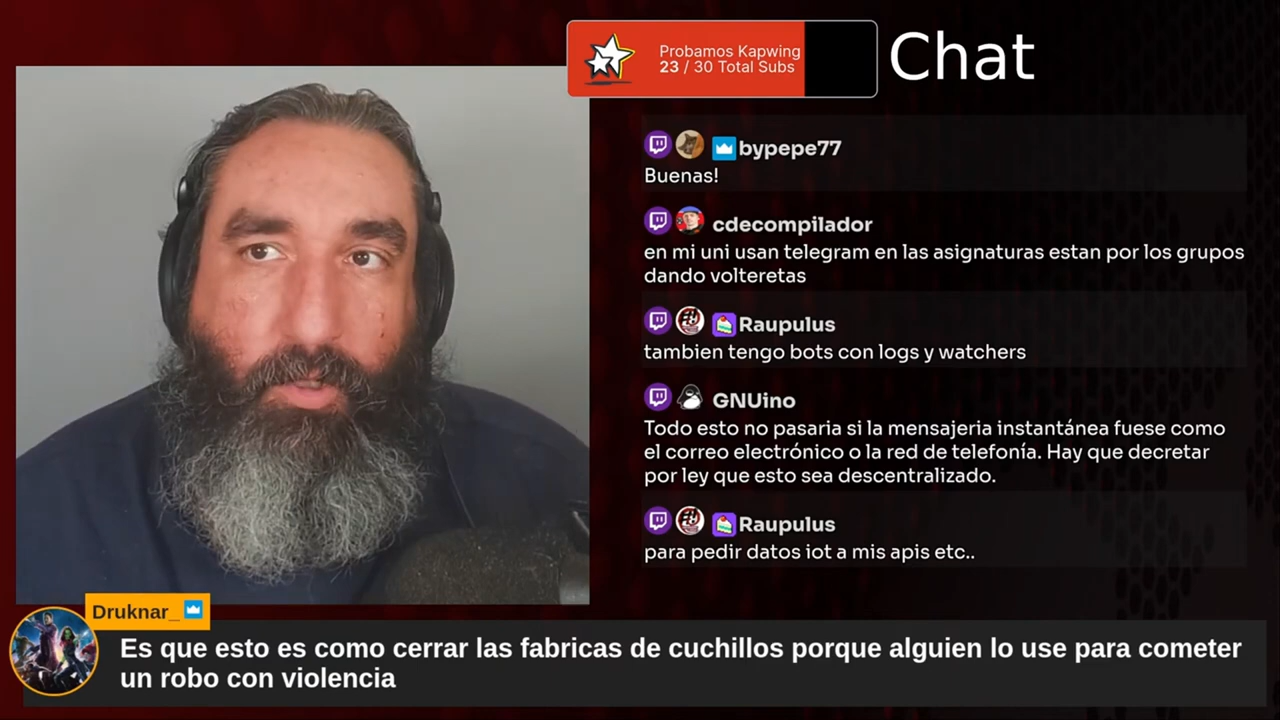 Probamos Kapwing
23 / 30 Total Subs
Chat
bypepe77
Buenas!
cdecompilador
en mi uni usan telegram en las asignaturas estan por los grupos
dando volteretas
Raupulus
tambien tengo bots con logs y watchers
GNUino
Todo esto no pasaria si la mensajeria instantánea fuese como
el correo electrónico o la red de telefonía. Hay que decretar
por ley que esto sea descentralizado.
Raupulus
para pedir datos iot a mis apis etc..
Druknar_
Es que esto es como cerrar las fabricas de cuchillos porque alguien lo use para cometer
un robo con violencia